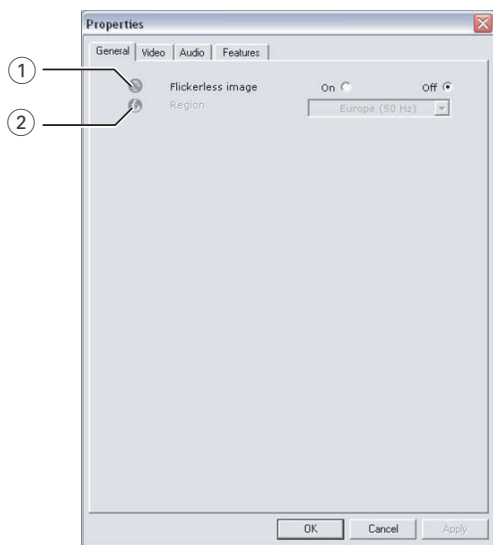 Properties
General Video Audio Features
1 Flickerless image On Off
2 Region Europe (50 Hz)
OK Cancel Apply